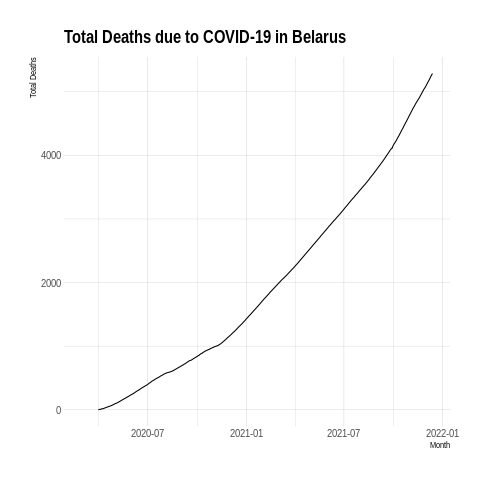 Total Deaths due to COVID-19 in Belarus
Total Deaths
4000
2000
0
2020-07
2021-01
2021-07
2022-01
Month